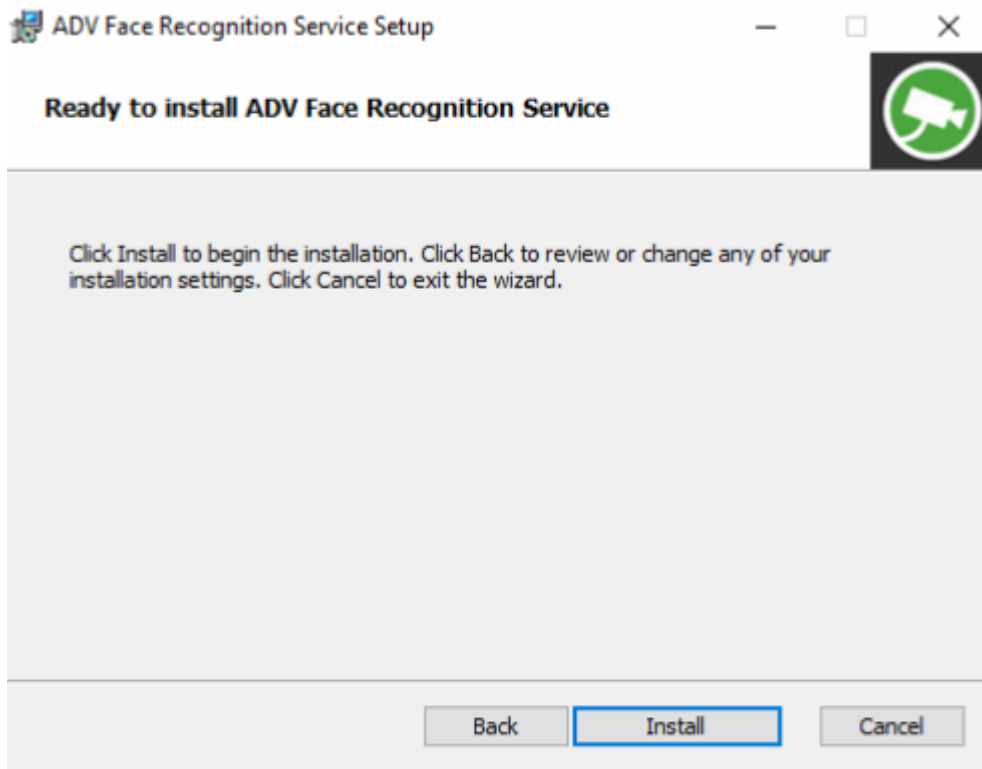 ADV Face Recognition Service Setup
Ready to install ADV Face Recognition Service
Click Install to begin the installation. Click Back to review or change any of your
installation settings. Click Cancel to exit the wizard.
Back Install Cancel